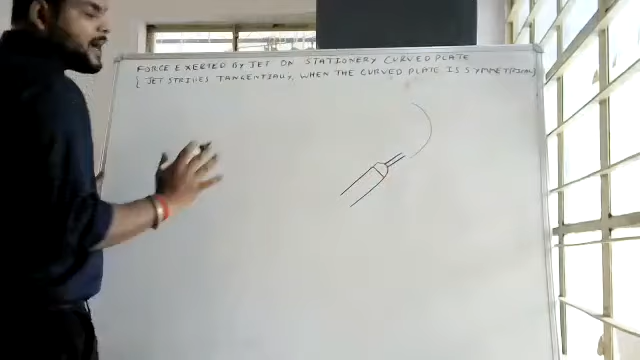 FORCE EXERTED BY JET ON STATIONERY CURVED PLATE
( JET STRIKES TANGENTIALLY, WHEN THE CURVED PLATE IS SYMMETRICAL)